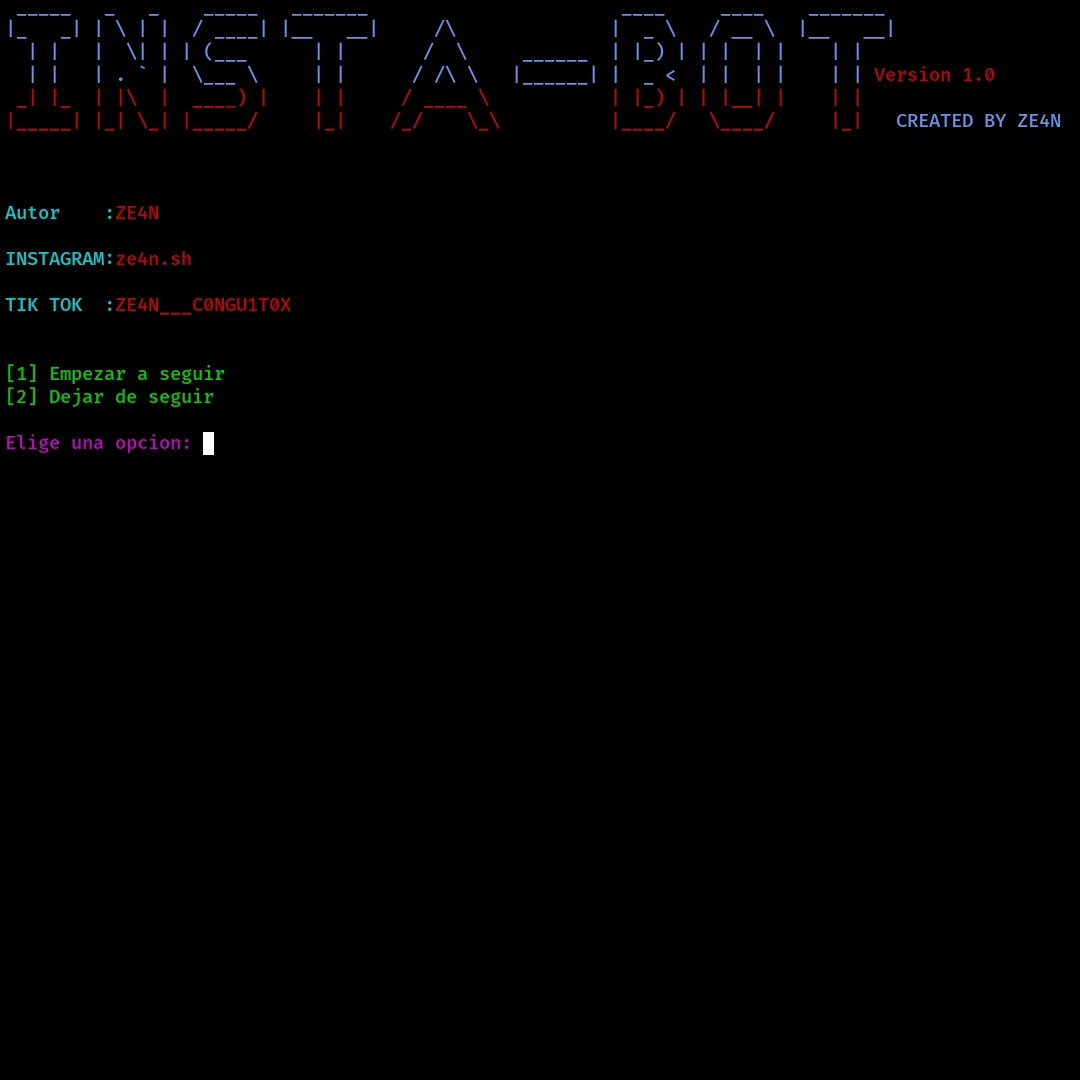 INSTA-BOT
Version 1.0
CREATED BY ZE4N
Autor :ZE4N
INSTAGRAM:ze4n.sh
TIK TOK :ZE4N___C0NGU1T0X
[1] Empezar a seguir
[2] Dejar de seguir
Elige una opcion: